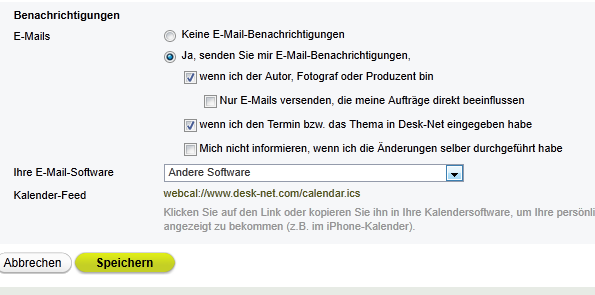 Benachrichtigungen
E-Mails
Keine E-Mail-Benachrichtigungen
Ja, senden Sie mir E-Mail-Benachrichtigungen,
wenn ich der Autor, Fotograf oder Produzent bin
Nur E-Mails versenden, die meine Aufträge direkt beeinflussen
wenn ich den Termin bzw. das Thema in Desk-Net eingegeben habe
Mich nicht informieren, wenn ich die Änderungen selber durchgeführt habe
Ihre E-Mail-Software Andere Software
Kalender-Feed webcal://www.desk-net.com/calendar.ics
Klicken Sie auf den Link oder kopieren Sie ihn in Ihre Kalendersoftware, um Ihre persönli
angezeigt zu bekommen (z.B. im iPhone-Kalender).
Abbrechen Speichern